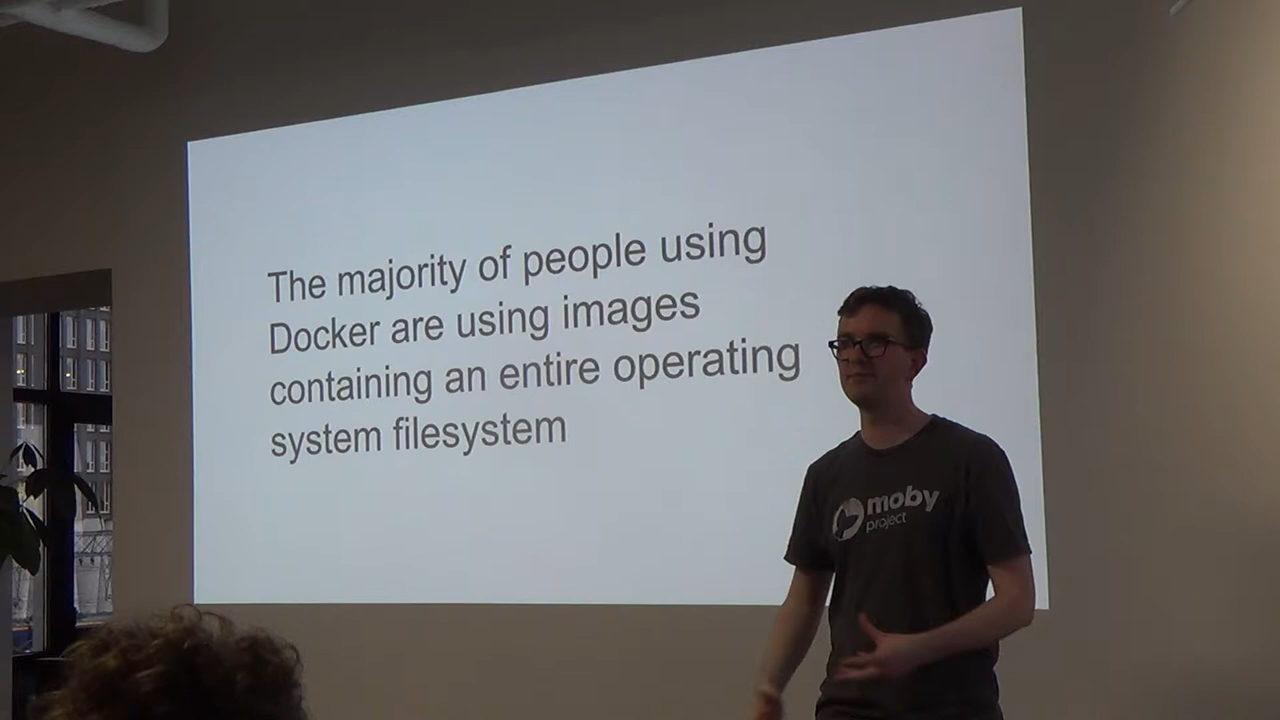 The majority of people using
Docker are using images
containing an entire operating
system filesystem
moby
project